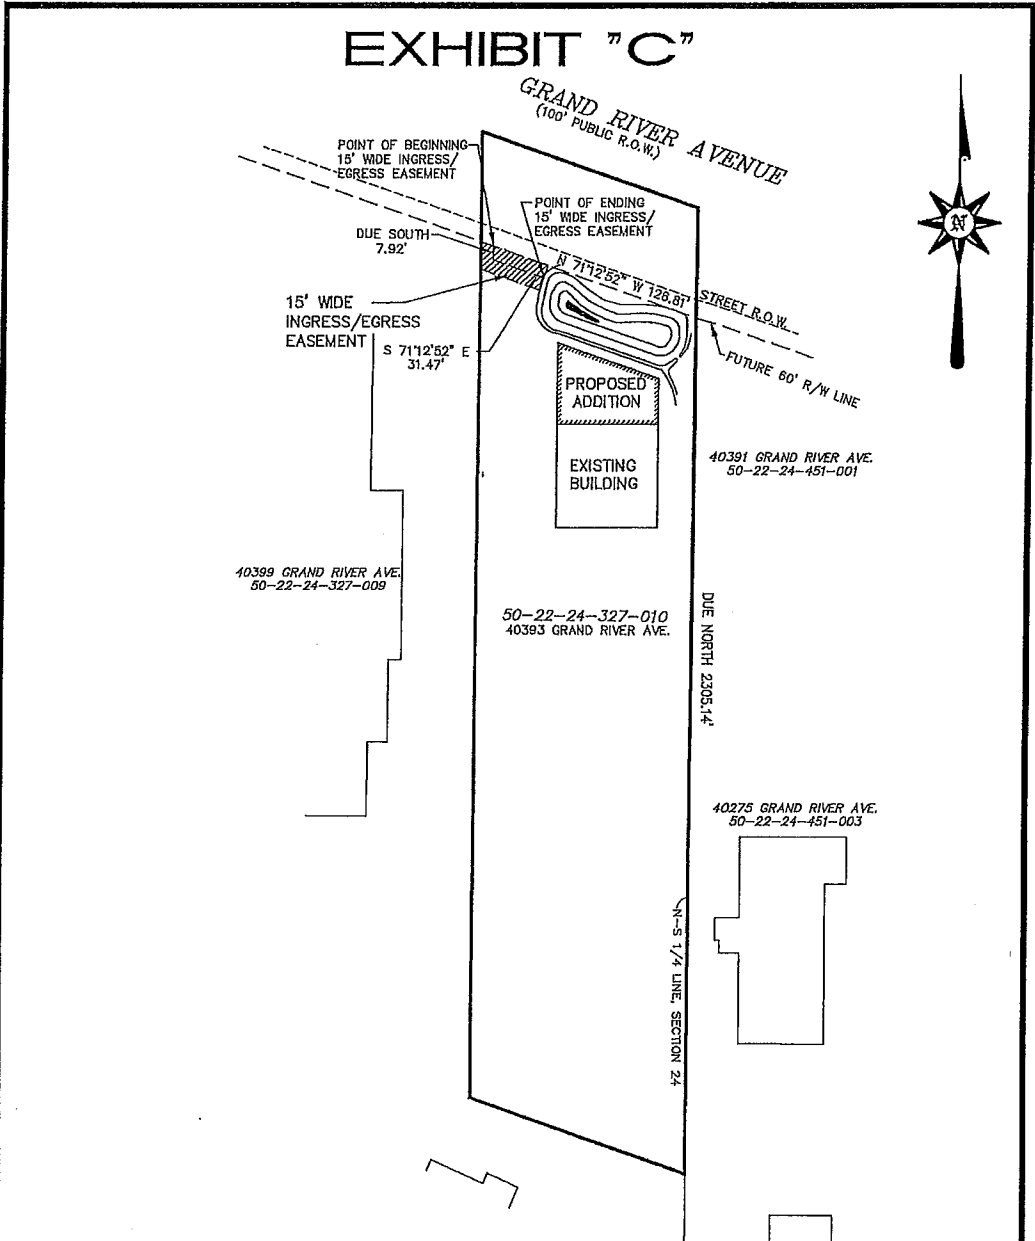 EXHIBIT "C"
GRAND RIVER AVENUE
(100' PUBLIC R.O.W.)
POINT OF BEGINNING
15' WIDE INGRESS/
EGRESS EASEMENT
POINT OF ENDING
15' WIDE INGRESS/
EGRESS EASEMENT
DUE SOUTH
7.92'
N 71°12'52" W 126.81'
STREET R.O.W.
15' WIDE
INGRESS/EGRESS
EASEMENT
S 71°12'52" E
31.47'
FUTURE 60' R/W LINE
PROPOSED
ADDITION
EXISTING
BUILDING
40391 GRAND RIVER AVE.
50-22-24-451-001
40399 GRAND RIVER AVE.
50-22-24-327-009
50-22-24-327-010
40393 GRAND RIVER AVE.
DUE NORTH 2305.14'
40275 GRAND RIVER AVE.
50-22-24-451-003
N-S 1/4 LINE, SECTION 24
N